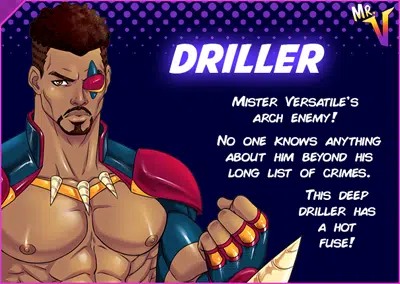 MR. V
DRILLER
MISTER VERSATILE'S
ARCH ENEMY!
NO ONE KNOWS ANYTHING
ABOUT HIM BEYOND HIS
LONG LIST OF CRIMES.
THIS DEEP
DRILLER HAS
A HOT
FUSE!